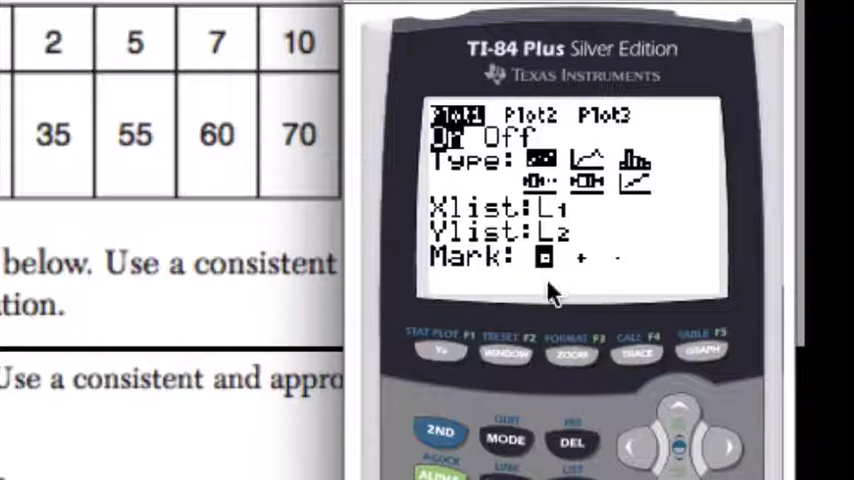 2 5 7 10
35 55 60 70
below. Use a consistent
tion.
Use a consistent and appro
TI-84 Plus Silver Edition
TEXAS INSTRUMENTS
Plot1 Plot2 Plot3
On Off
Type:
Xlist:L1
Ylist:L2
Mark: + ·
STAT PLOT F1 TBLSET F2 FORMAT F3 CALC F4 TABLE F5
Y= WINDOW ZOOM TRACE GRAPH
QUIT INS
2ND MODE DEL
A-LOCK LINK LIST
ALPHA